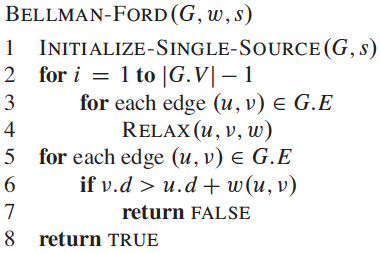 BELLMAN-FORD(G, w, s)
1 INITIALIZE-SINGLE-SOURCE(G, s)
2 for i = 1 to |G.V| − 1
3 for each edge (u, v) ∈ G.E
4 RELAX(u, v, w)
5 for each edge (u, v) ∈ G.E
6 if v.d > u.d + w(u, v)
7 return FALSE
8 return TRUE